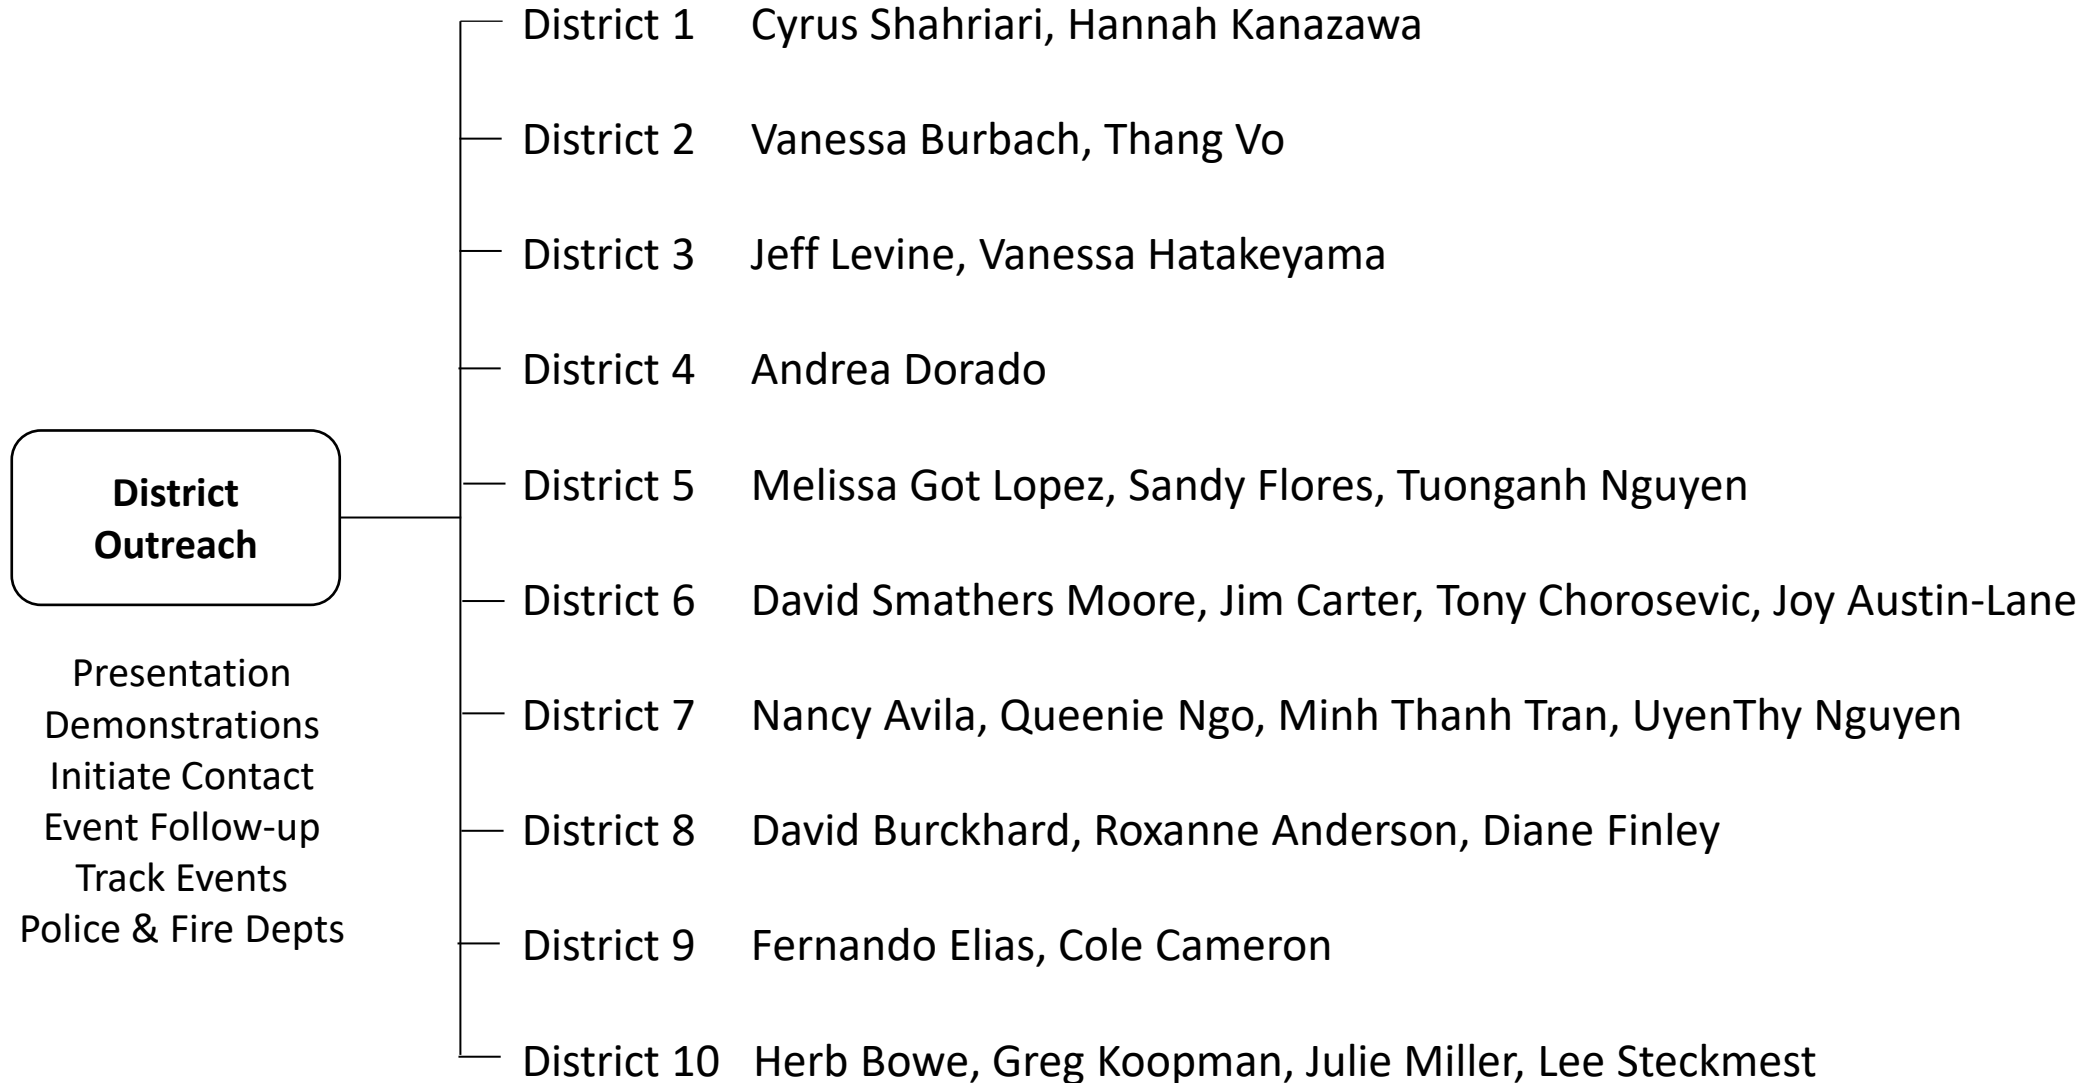 District 1 Cyrus Shahriari, Hannah Kanazawa
District 2 Vanessa Burbach, Thang Vo
District 3 Jeff Levine, Vanessa Hatakeyama
District 4 Andrea Dorado
District 5 Melissa Got Lopez, Sandy Flores, Tuonganh Nguyen
District 6 David Smathers Moore, Jim Carter, Tony Chorosevic, Joy Austin-Lane
District 7 Nancy Avila, Queenie Ngo, Minh Thanh Tran, UyenThy Nguyen
District 8 David Burckhard, Roxanne Anderson, Diane Finley
District 9 Fernando Elias, Cole Cameron
District 10 Herb Bowe, Greg Koopman, Julie Miller, Lee Steckmest
District
Outreach
Presentation
Demonstrations
Initiate Contact
Event Follow-up
Track Events
Police & Fire Depts